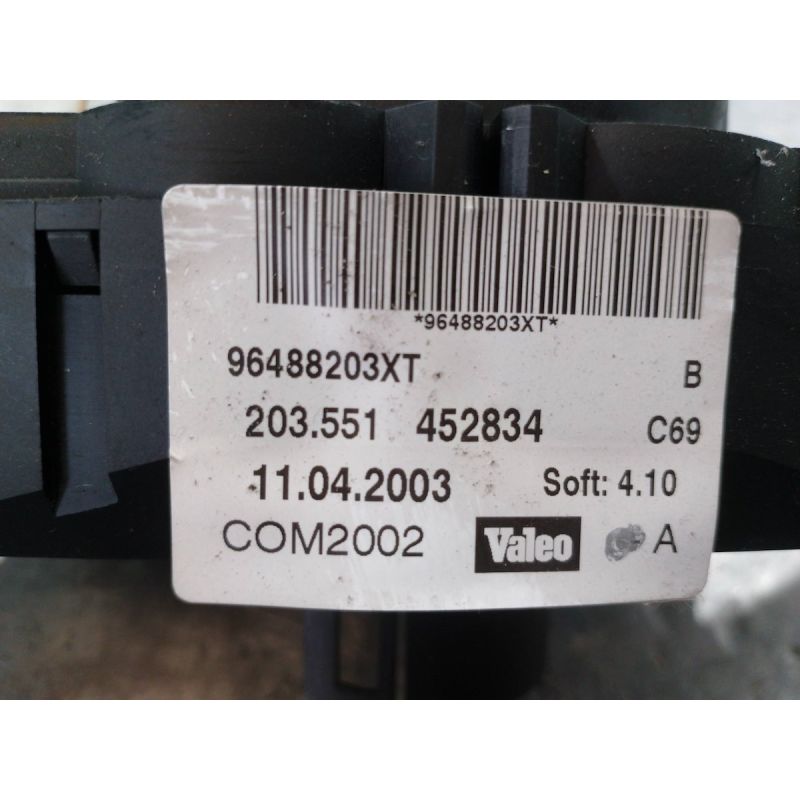 *96488203XT*
96488203XT B
203.551 452834 C69
11.04.2003 Soft: 4.10
COM2002 Valeo A